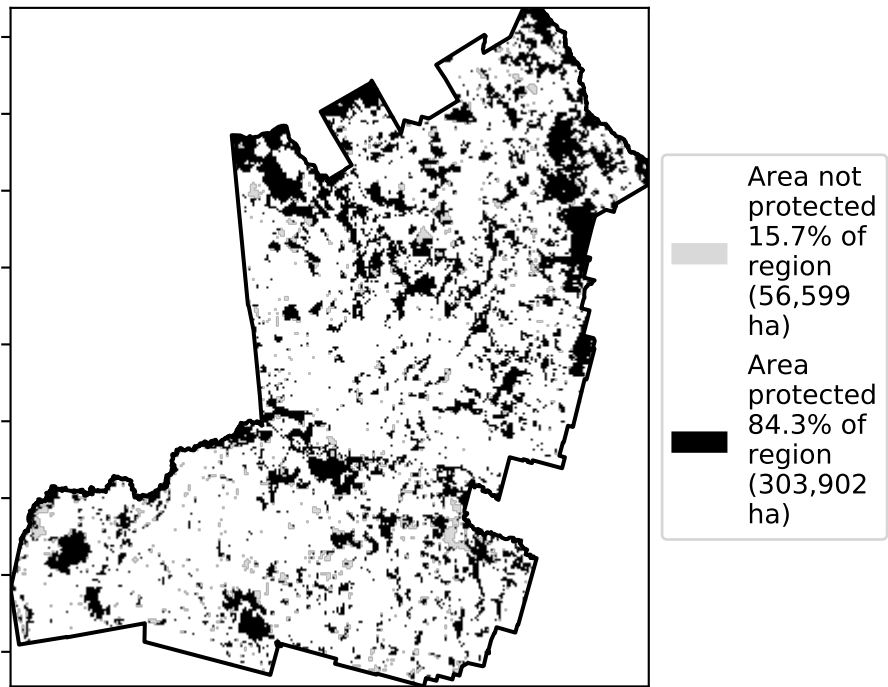 Area not
protected
15.7% of
region
(56,599
ha)
Area
protected
84.3% of
region
(303,902
ha)